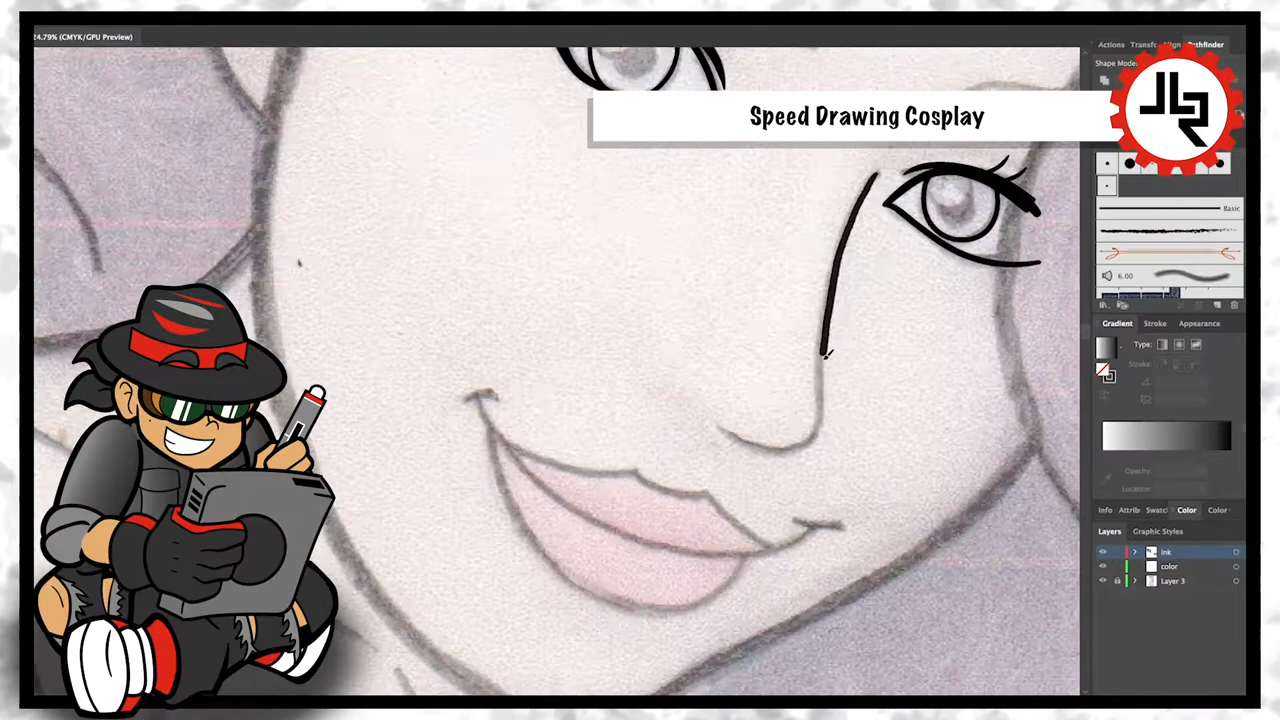 24.79% (CMYK/GPU Preview)
Actions Transfo Align Pathfinder
Shape Mode
Speed Drawing Cosplay
JLR
Basic
6.00
Gradient Stroke Appearance
Type:
Stroke:
Opacity:
Location:
Info Attrib Swatc Color Color
Layers Graphic Styles
Ink
color
Layer 3